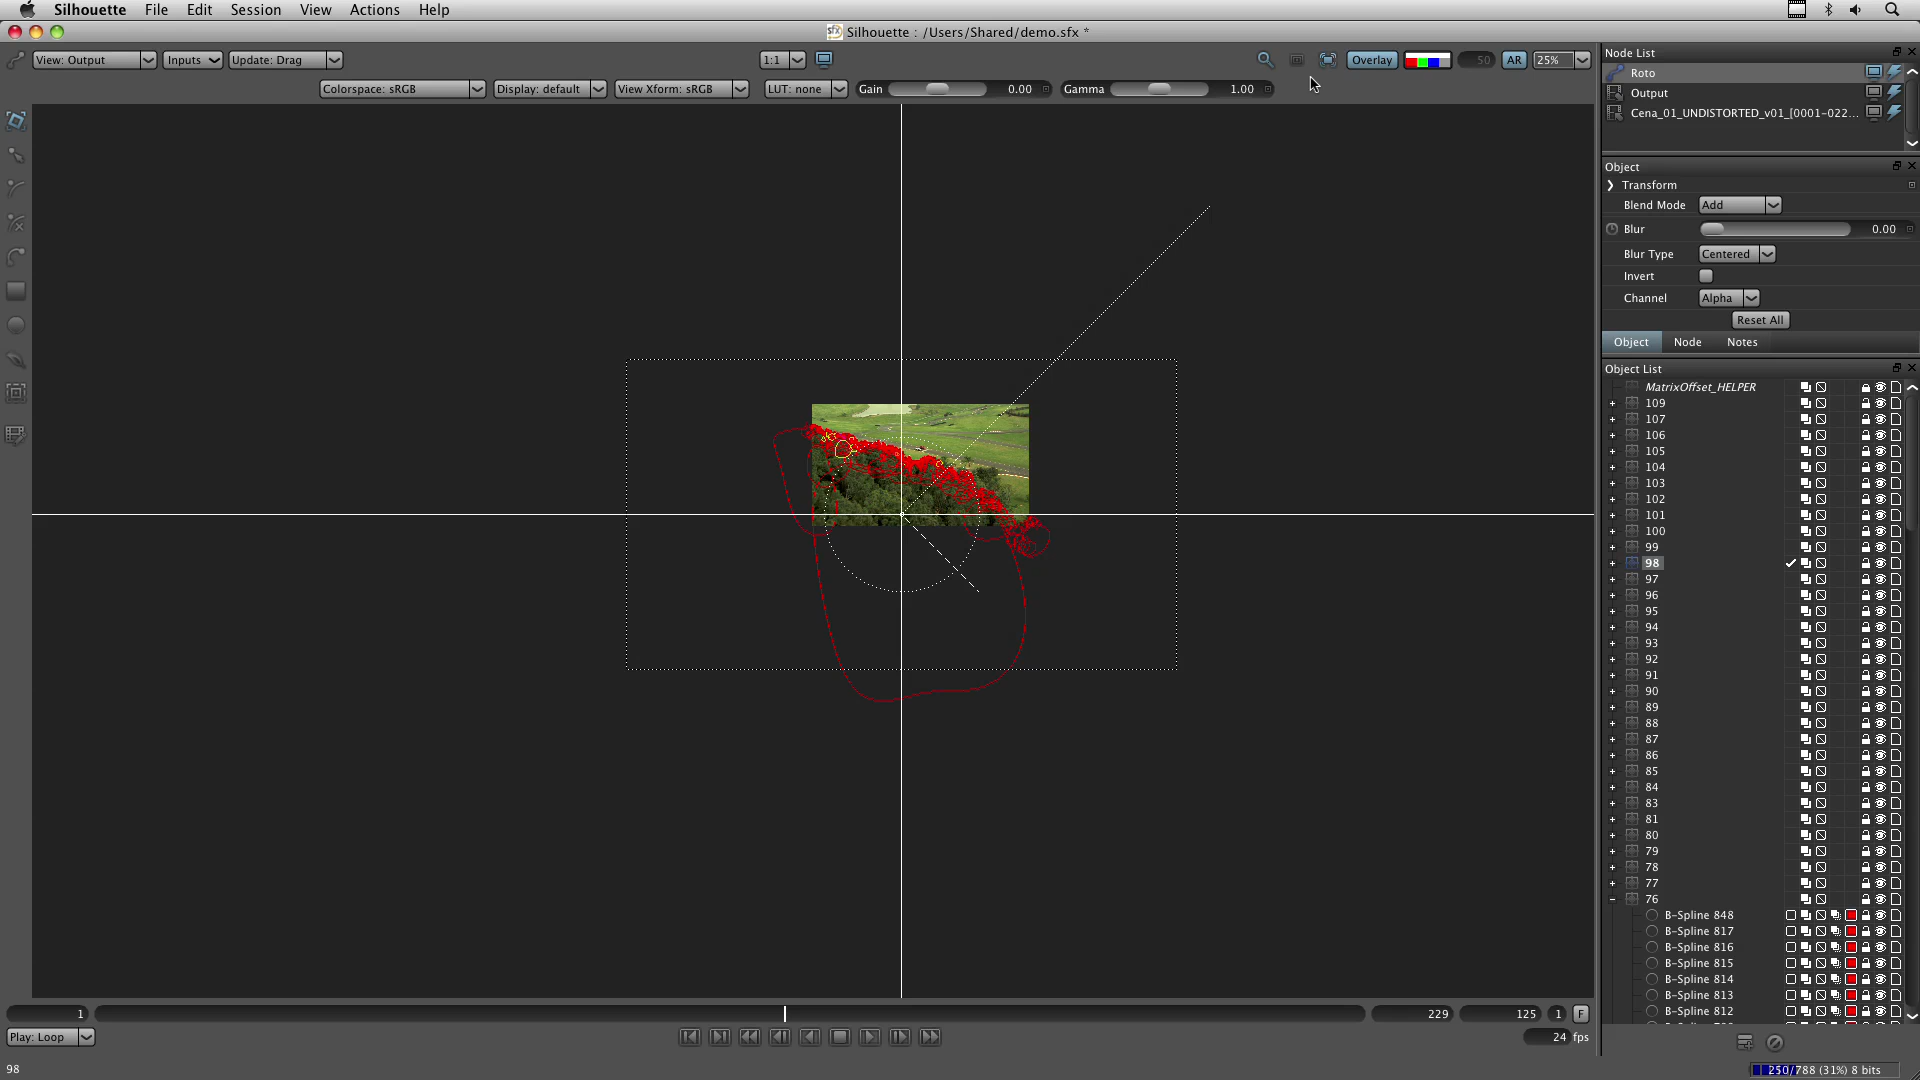 Silhouette File Edit Session View Actions Help
Silhouette : /Users/Shared/demo.sfx *
View: Output Inputs Update: Drag 1:1 Overlay 50 AR 25%
Colorspace: sRGB Display: default View Xform: sRGB LUT: none Gain 0.00 Gamma 1.00
Node List
Roto
Output
Cena_01_UNDISTORTED_v01_[0001-022...
Object
Transform
Blend Mode Add
Blur 0.00
Blur Type Centered
Invert
Channel Alpha
Reset All
Object Node Notes
Object List
MatrixOffset_HELPER
109
107
106
105
104
103
102
101
100
99
98
97
96
95
94
93
92
91
90
89
88
87
86
85
84
83
81
80
79
78
77
76
B-Spline 848
B-Spline 817
B-Spline 816
B-Spline 815
B-Spline 814
B-Spline 813
B-Spline 812
1 229 125 1 F
Play: Loop 24 fps
98 250/788 (31%) 8 bits